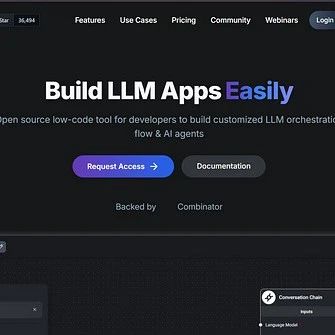 Star 36,494 Features Use Cases Pricing Community Webinars Login
Build LLM Apps Easily
Open source low-code tool for developers to build customized LLM orchestration
flow & AI agents
Request Access → Documentation
Backed by Combinator
Conversation Chain
Inputs
Language Model